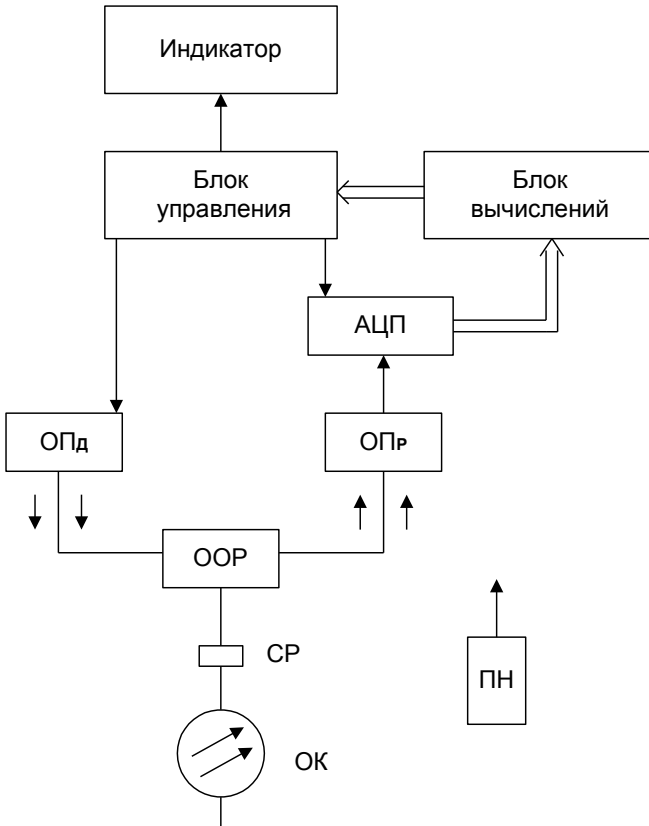 Индикатор
Блок
управления
Блок
вычислений
АЦП
ОПд
ОПр
ООР
СР
ПН
ОК